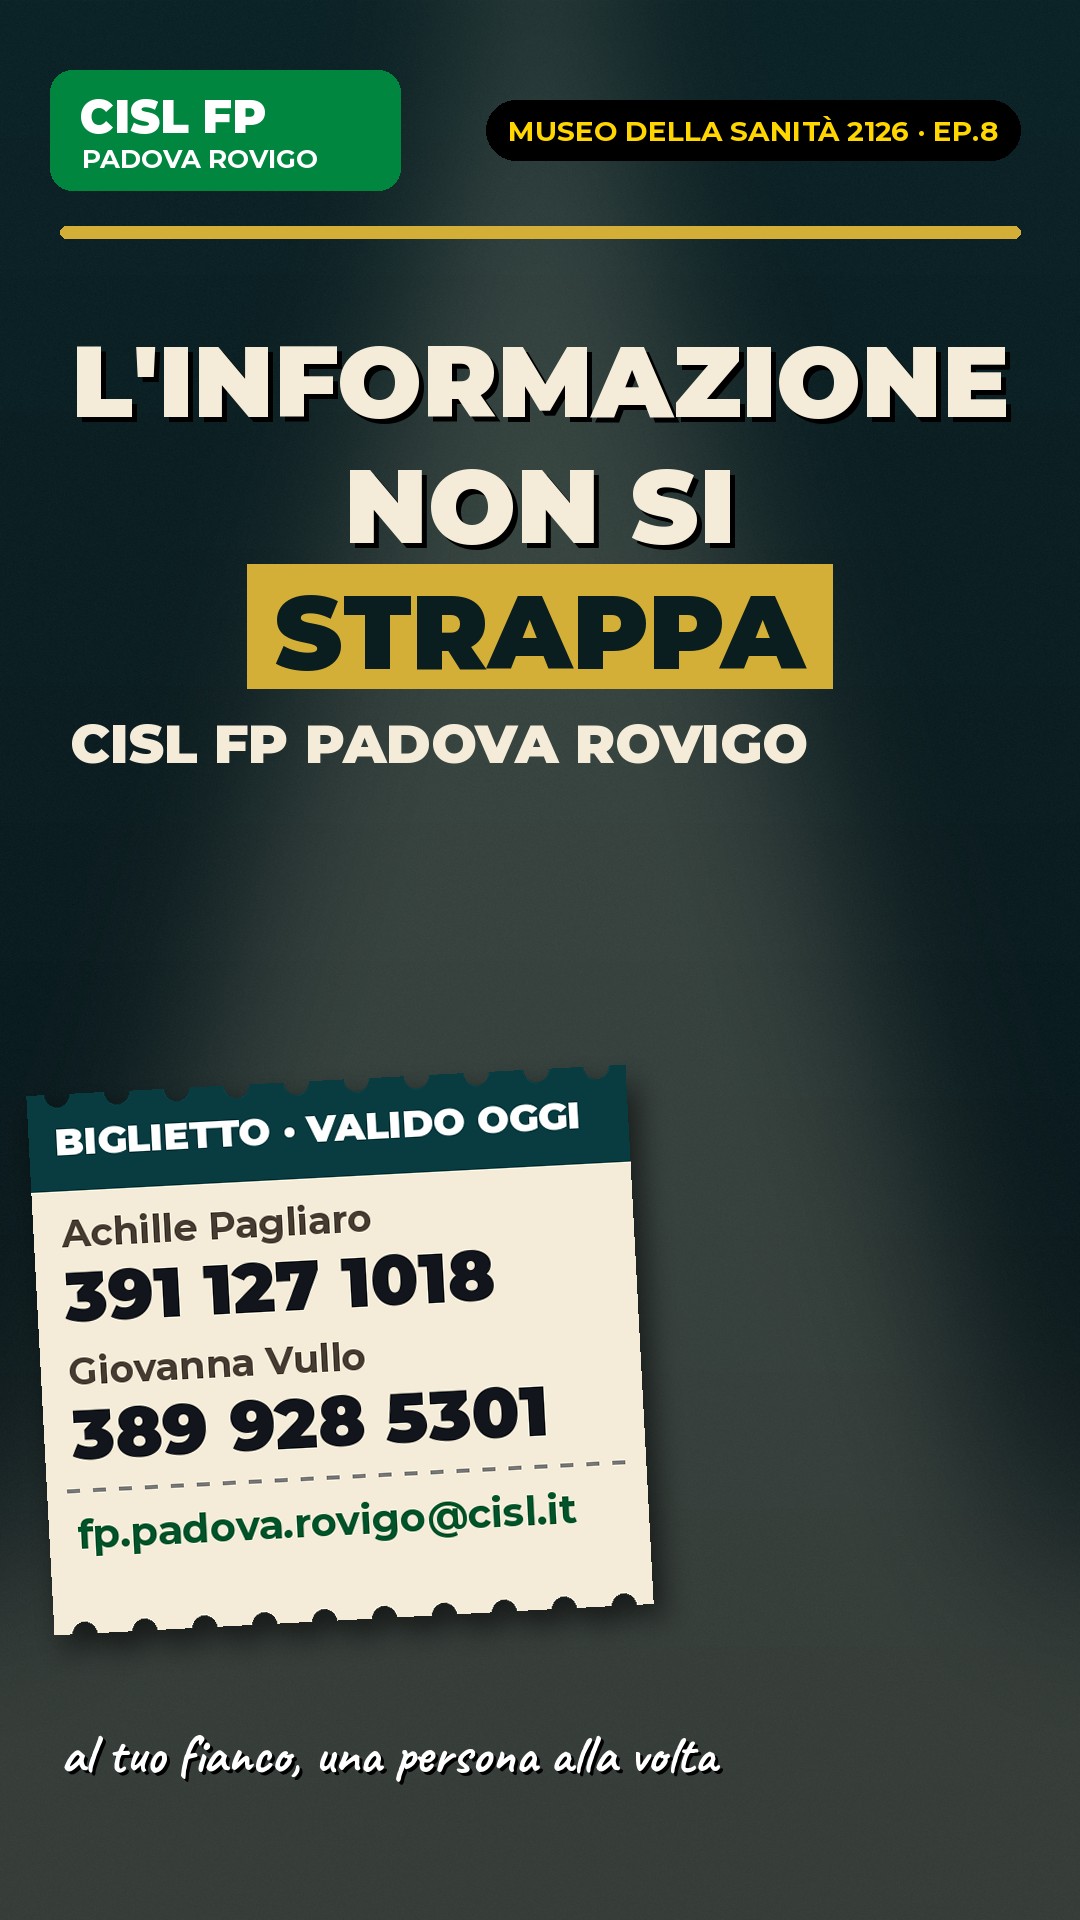 CISL FP
PADOVA ROVIGO
MUSEO DELLA SANITÀ 2126 · EP.8
L'INFORMAZIONE
NON SI
STRAPPA
CISL FP PADOVA ROVIGO
BIGLIETTO · VALIDO OGGI
Achille Pagliaro
391 127 1018
Giovanna Vullo
389 928 5301
fp.padova.rovigo@cisl.it
al tuo fianco, una persona alla volta